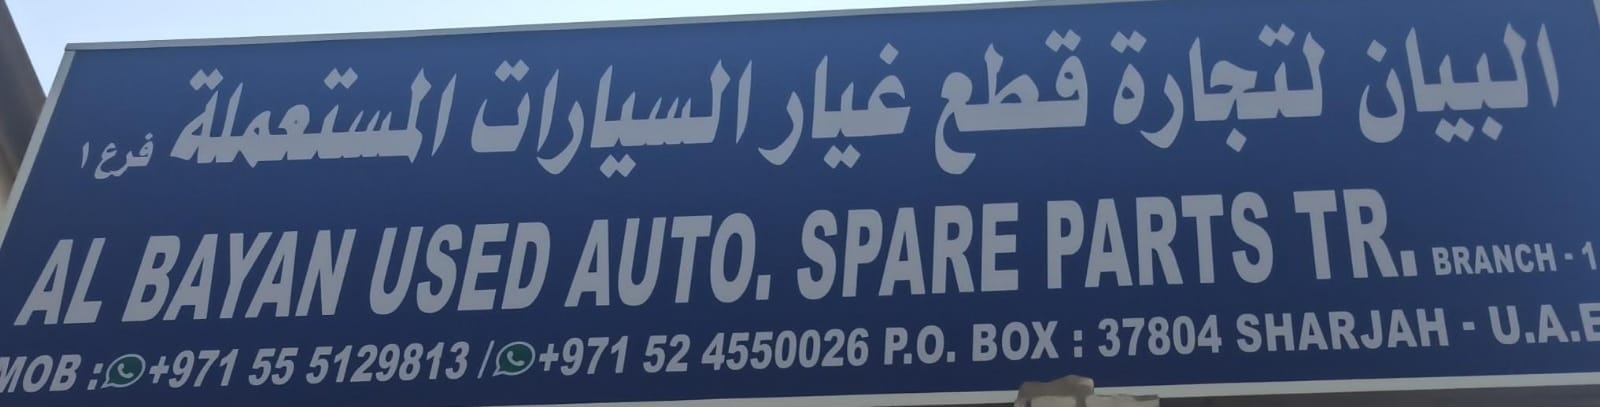 البيان لتجارة قطع غيار السيارات المستعملة فرع ١
AL BAYAN USED AUTO. SPARE PARTS TR. BRANCH - 1
MOB : +971 55 5129813 / +971 52 4550026 P.O. BOX : 37804 SHARJAH - U.A.E